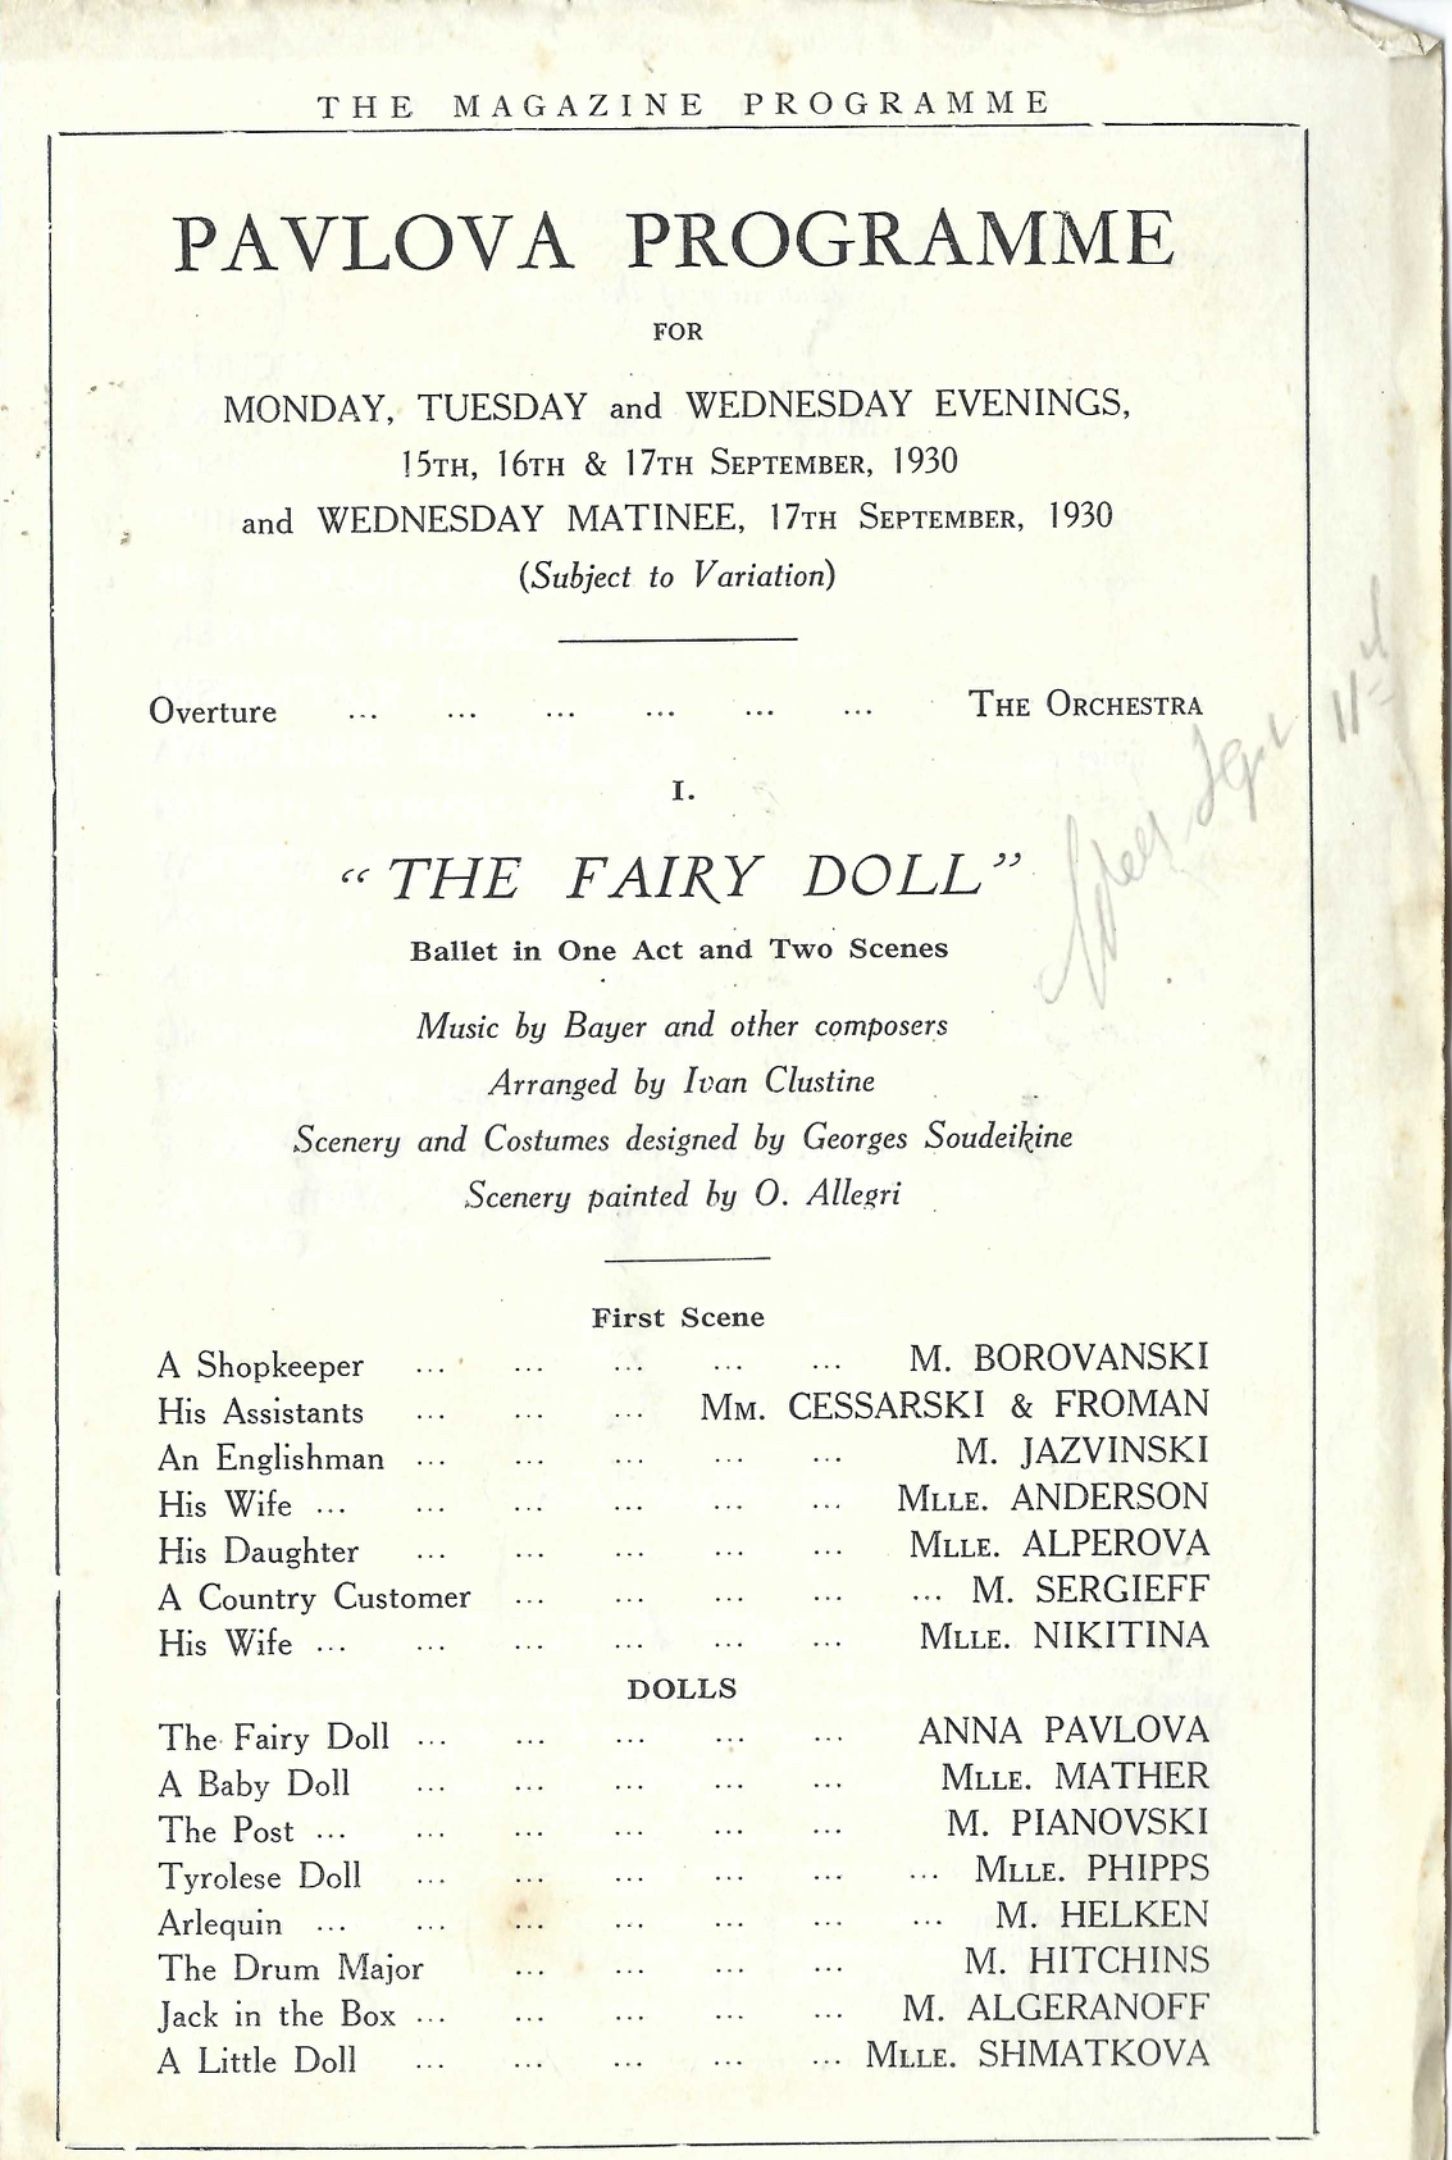 THE MAGAZINE PROGRAMME
PAVLOVA PROGRAMME
FOR
MONDAY, TUESDAY and WEDNESDAY EVENINGS,
15TH, 16TH & 17TH SEPTEMBER, 1930
and WEDNESDAY MATINEE, 17TH SEPTEMBER, 1930
(Subject to Variation)
Overture ... ... ... ... ... ... THE ORCHESTRA
I.
“THE FAIRY DOLL”
Ballet in One Act and Two Scenes
Music by Bayer and other composers
Arranged by Ivan Clustine
Scenery and Costumes designed by Georges Soudeikine
Scenery painted by O. Allegri
First Scene
A Shopkeeper ... ... ... ... ... M. BOROVANSKI
His Assistants ... ... ... MM. CESSARSKI & FROMAN
An Englishman ... ... ... ... ... M. JAZVINSKI
His Wife ... ... ... ... ... ... MLLE. ANDERSON
His Daughter ... ... ... ... ... MLLE. ALPEROVA
A Country Customer ... ... ... ... ... M. SERGIEFF
His Wife ... ... ... ... ... ... MLLE. NIKITINA
DOLLS
The Fairy Doll ... ... ... ... ... ANNA PAVLOVA
A Baby Doll ... ... ... ... ... MLLE. MATHER
The Post ... ... ... ... ... ... M. PIANOVSKI
Tyrolese Doll ... ... ... ... ... ... MLLE. PHIPPS
Arlequin ... ... ... ... ... ... ... M. HELKEN
The Drum Major ... ... ... ... M. HITCHINS
Jack in the Box ... ... ... ... ... M. ALGERANOFF
A Little Doll ... ... ... ... ... MLLE. SHMATKOVA